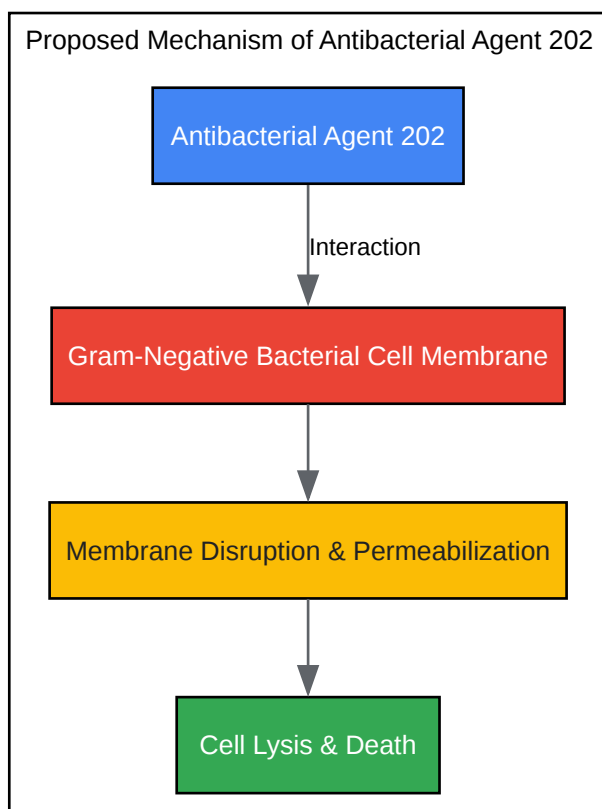 Proposed Mechanism of Antibacterial Agent 202
Antibacterial Agent 202
Interaction
Gram-Negative Bacterial Cell Membrane
Membrane Disruption & Permeabilization
Cell Lysis & Death